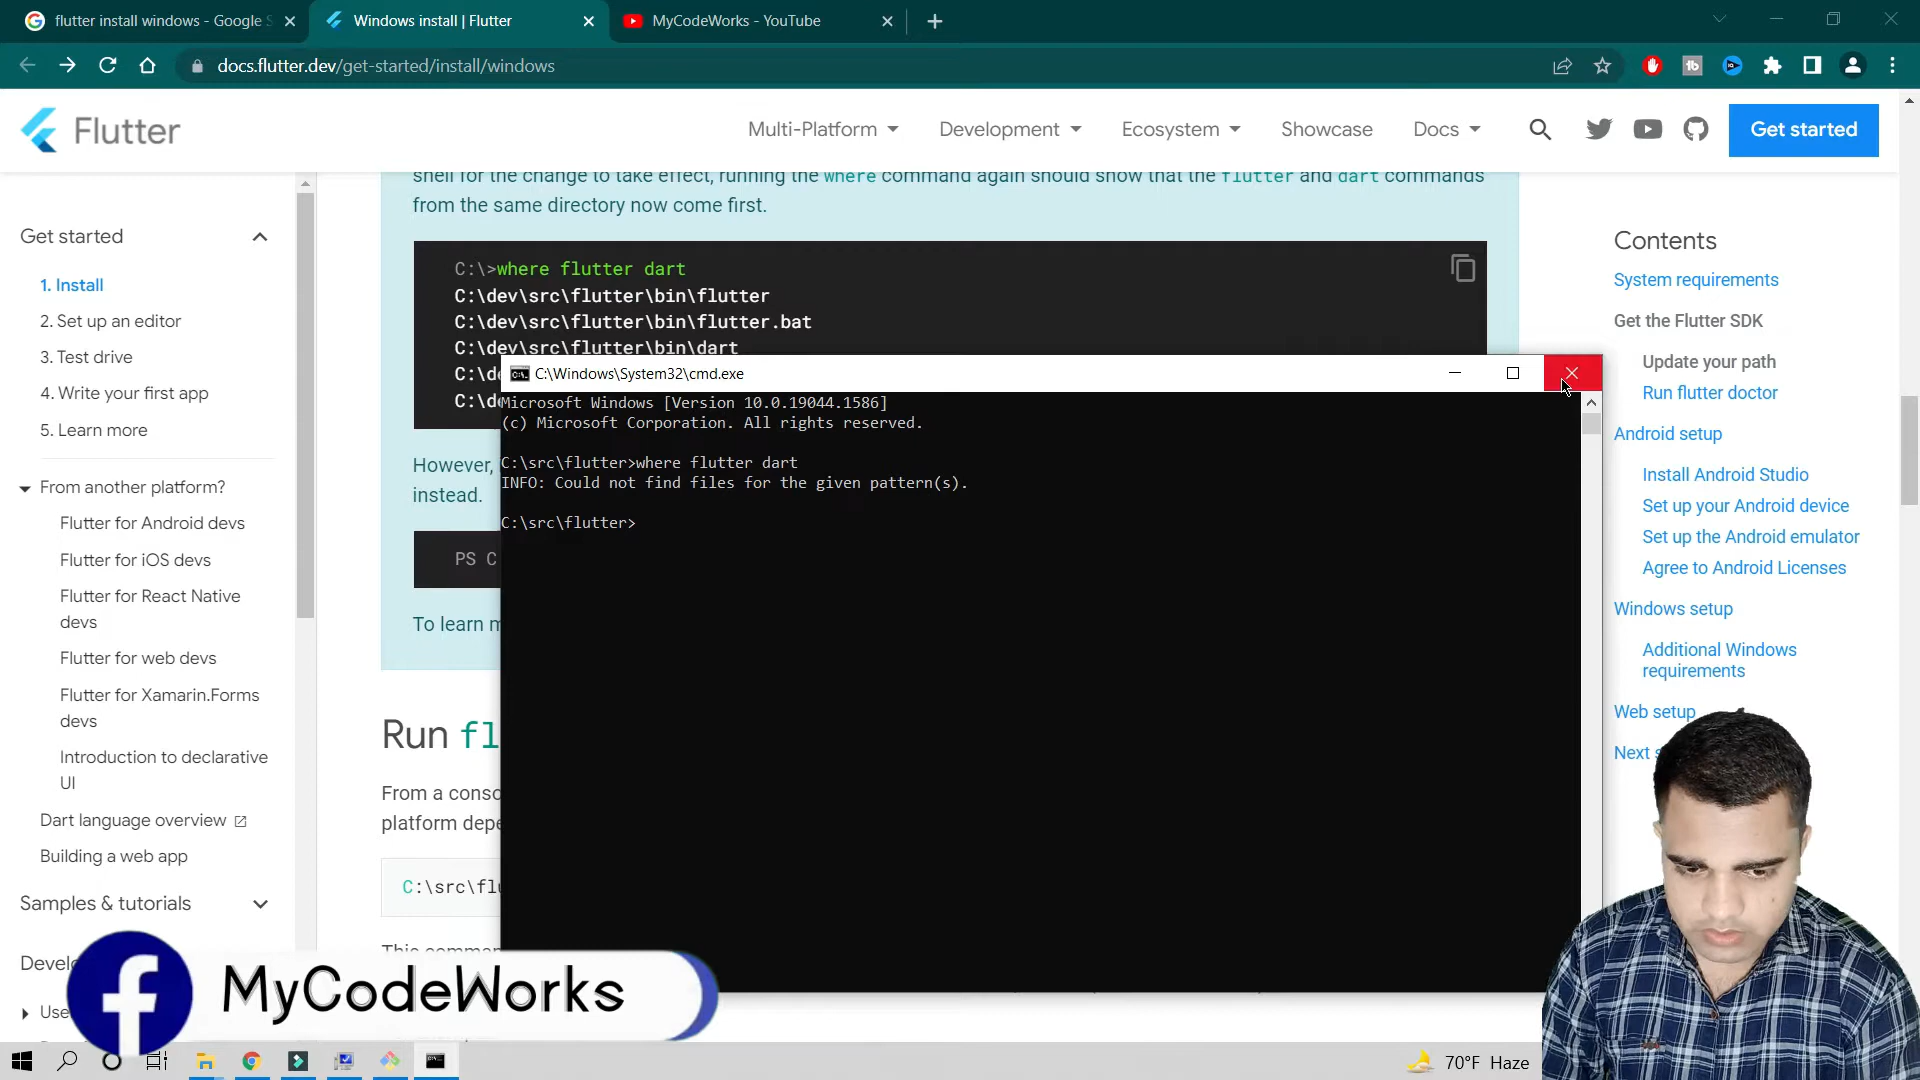 flutter install windows - Google S
Windows install | Flutter
MyCodeWorks - YouTube
docs.flutter.dev/get-started/install/windows
Flutter
Multi-Platform
Development
Ecosystem
Showcase
Docs
Get started
shell for the change to take effect, running the where command again should show that the flutter and dart commands
from the same directory now come first.
Get started
1. Install
2. Set up an editor
3. Test drive
4. Write your first app
5. Learn more
From another platform?
Flutter for Android devs
Flutter for iOS devs
Flutter for React Native
devs
Flutter for web devs
Flutter for Xamarin.Forms
devs
Introduction to declarative
UI
Dart language overview
Building a web app
Samples & tutorials
C:\>where flutter dart
C:\dev\src\flutter\bin\flutter
C:\dev\src\flutter\bin\flutter.bat
C:\dev\src\flutter\bin\dart
C:\de
C:\de
However,
instead.
PS C
To learn m
Run fl
From a conso
platform depe
C:\src\flu
This comman
C:\Windows\System32\cmd.exe
Microsoft Windows [Version 10.0.19044.1586]
(c) Microsoft Corporation. All rights reserved.
C:\src\flutter>where flutter dart
INFO: Could not find files for the given pattern(s).
C:\src\flutter>
Contents
System requirements
Get the Flutter SDK
Update your path
Run flutter doctor
Android setup
Install Android Studio
Set up your Android device
Set up the Android emulator
Agree to Android Licenses
Windows setup
Additional Windows
requirements
Web setup
Next s
Develo
Use
MyCodeWorks
70°F Haze